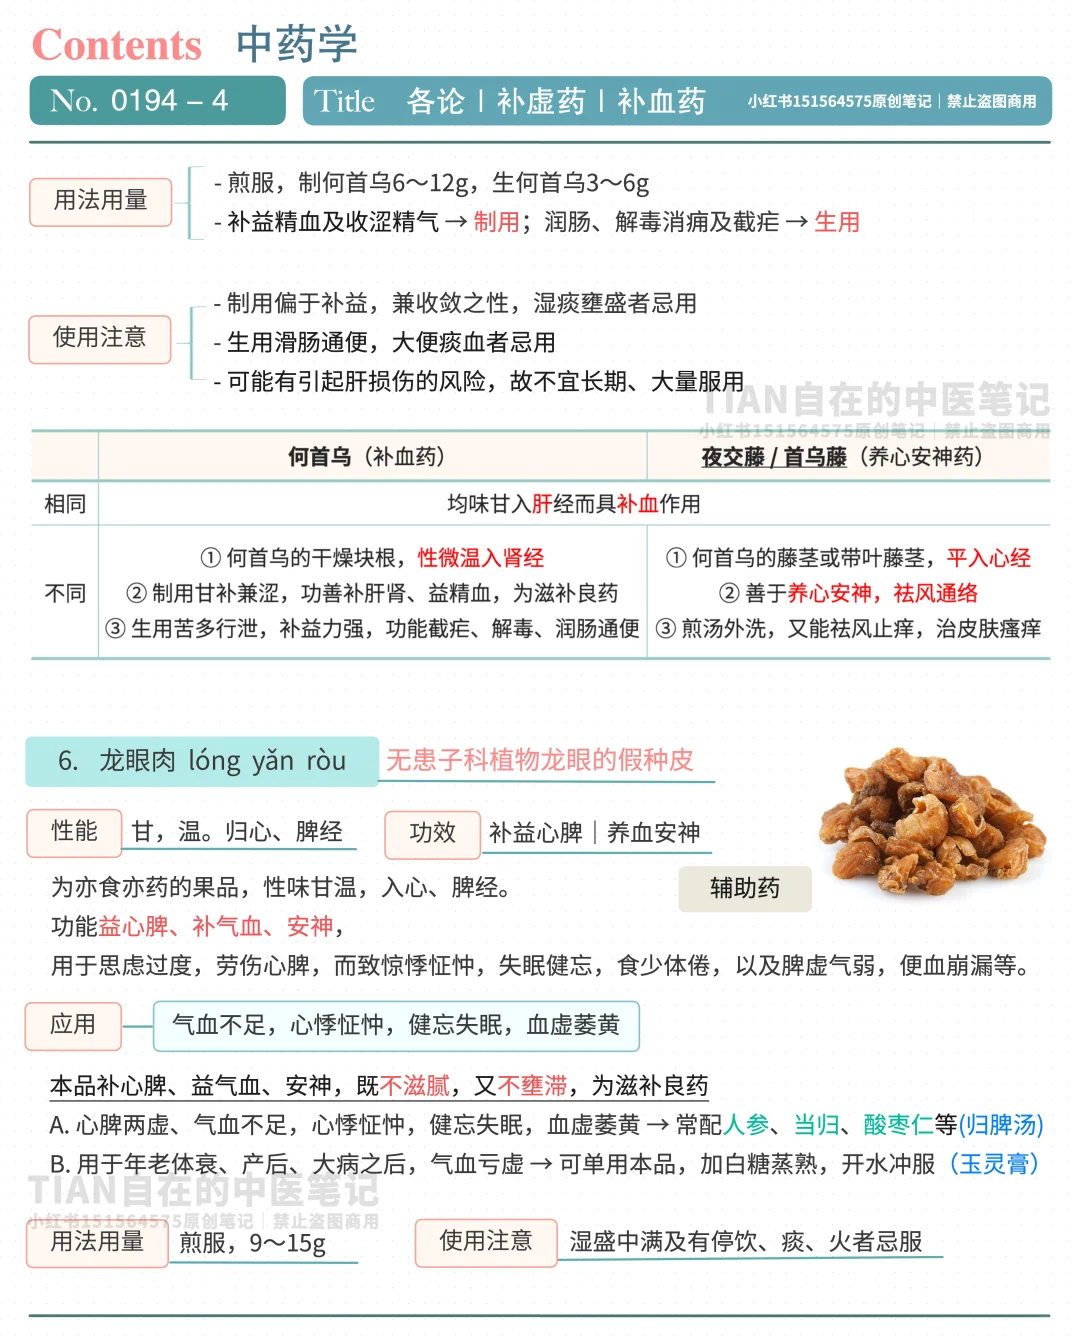 Contents 中药学
No. 0194 – 4
Title 各论丨补虚药丨补血药 小红书151564575原创笔记｜禁止盗图商用
用法用量
- 煎服，制何首乌6～12g，生何首乌3～6g
- 补益精血及收涩精气 → 制用；润肠、解毒消痈及截疟 → 生用
使用注意
- 制用偏于补益，兼收敛之性，湿痰壅盛者忌用
- 生用滑肠通便，大便痰血者忌用
- 可能有引起肝损伤的风险，故不宜长期、大量服用
TIAN自在的中医笔记
小红书151564575原创笔记｜禁止盗图商用
何首乌（补血药） 夜交藤 / 首乌藤（养心安神药）
相同 均味甘入肝经而具补血作用
不同
① 何首乌的干燥块根，性微温入肾经
② 制用甘补兼涩，功善补肝肾、益精血，为滋补良药
③ 生用苦多行泄，补益力强，功能截疟、解毒、润肠通便
① 何首乌的藤茎或带叶藤茎，平入心经
② 善于养心安神，祛风通络
③ 煎汤外洗，又能祛风止痒，治皮肤瘙痒
6. 龙眼肉 lóng yǎn ròu 无患子科植物龙眼的假种皮
性能 甘，温。归心、脾经 功效 补益心脾｜养血安神
为亦食亦药的果品，性味甘温，入心、脾经。 辅助药
功能益心脾、补气血、安神，
用于思虑过度，劳伤心脾，而致惊悸怔忡，失眠健忘，食少体倦，以及脾虚气弱，便血崩漏等。
应用 气血不足，心悸怔忡，健忘失眠，血虚萎黄
本品补心脾、益气血、安神，既不滋腻，又不壅滞，为滋补良药
A. 心脾两虚、气血不足，心悸怔忡，健忘失眠，血虚萎黄 → 常配人参、当归、酸枣仁等(归脾汤)
B. 用于年老体衰、产后、大病之后，气血亏虚 → 可单用本品，加白糖蒸熟，开水冲服（玉灵膏）
TIAN自在的中医笔记
小红书151564575原创笔记｜禁止盗图商用
用法用量 煎服，9～15g 使用注意 湿盛中满及有停饮、痰、火者忌服